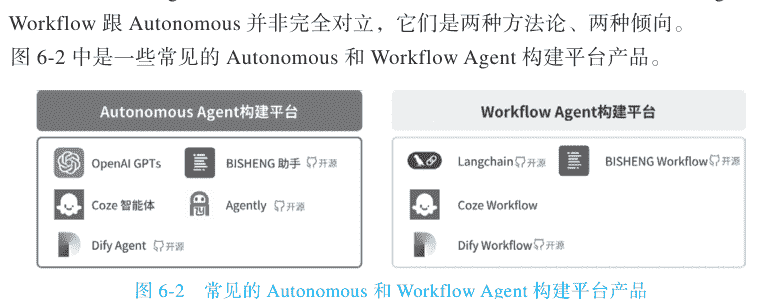 Workflow 跟 Autonomous 并非完全对立，它们是两种方法论、两种倾向。
图 6-2 中是一些常见的 Autonomous 和 Workflow Agent 构建平台产品。
Autonomous Agent构建平台
Workflow Agent构建平台
OpenAI GPTs
BISHENG 助手 开源
Langchain 开源
BISHENG Workflow 开源
Coze 智能体
Agently 开源
Coze Workflow
Dify Agent 开源
Dify Workflow 开源
图 6-2 常见的 Autonomous 和 Workflow Agent 构建平台产品